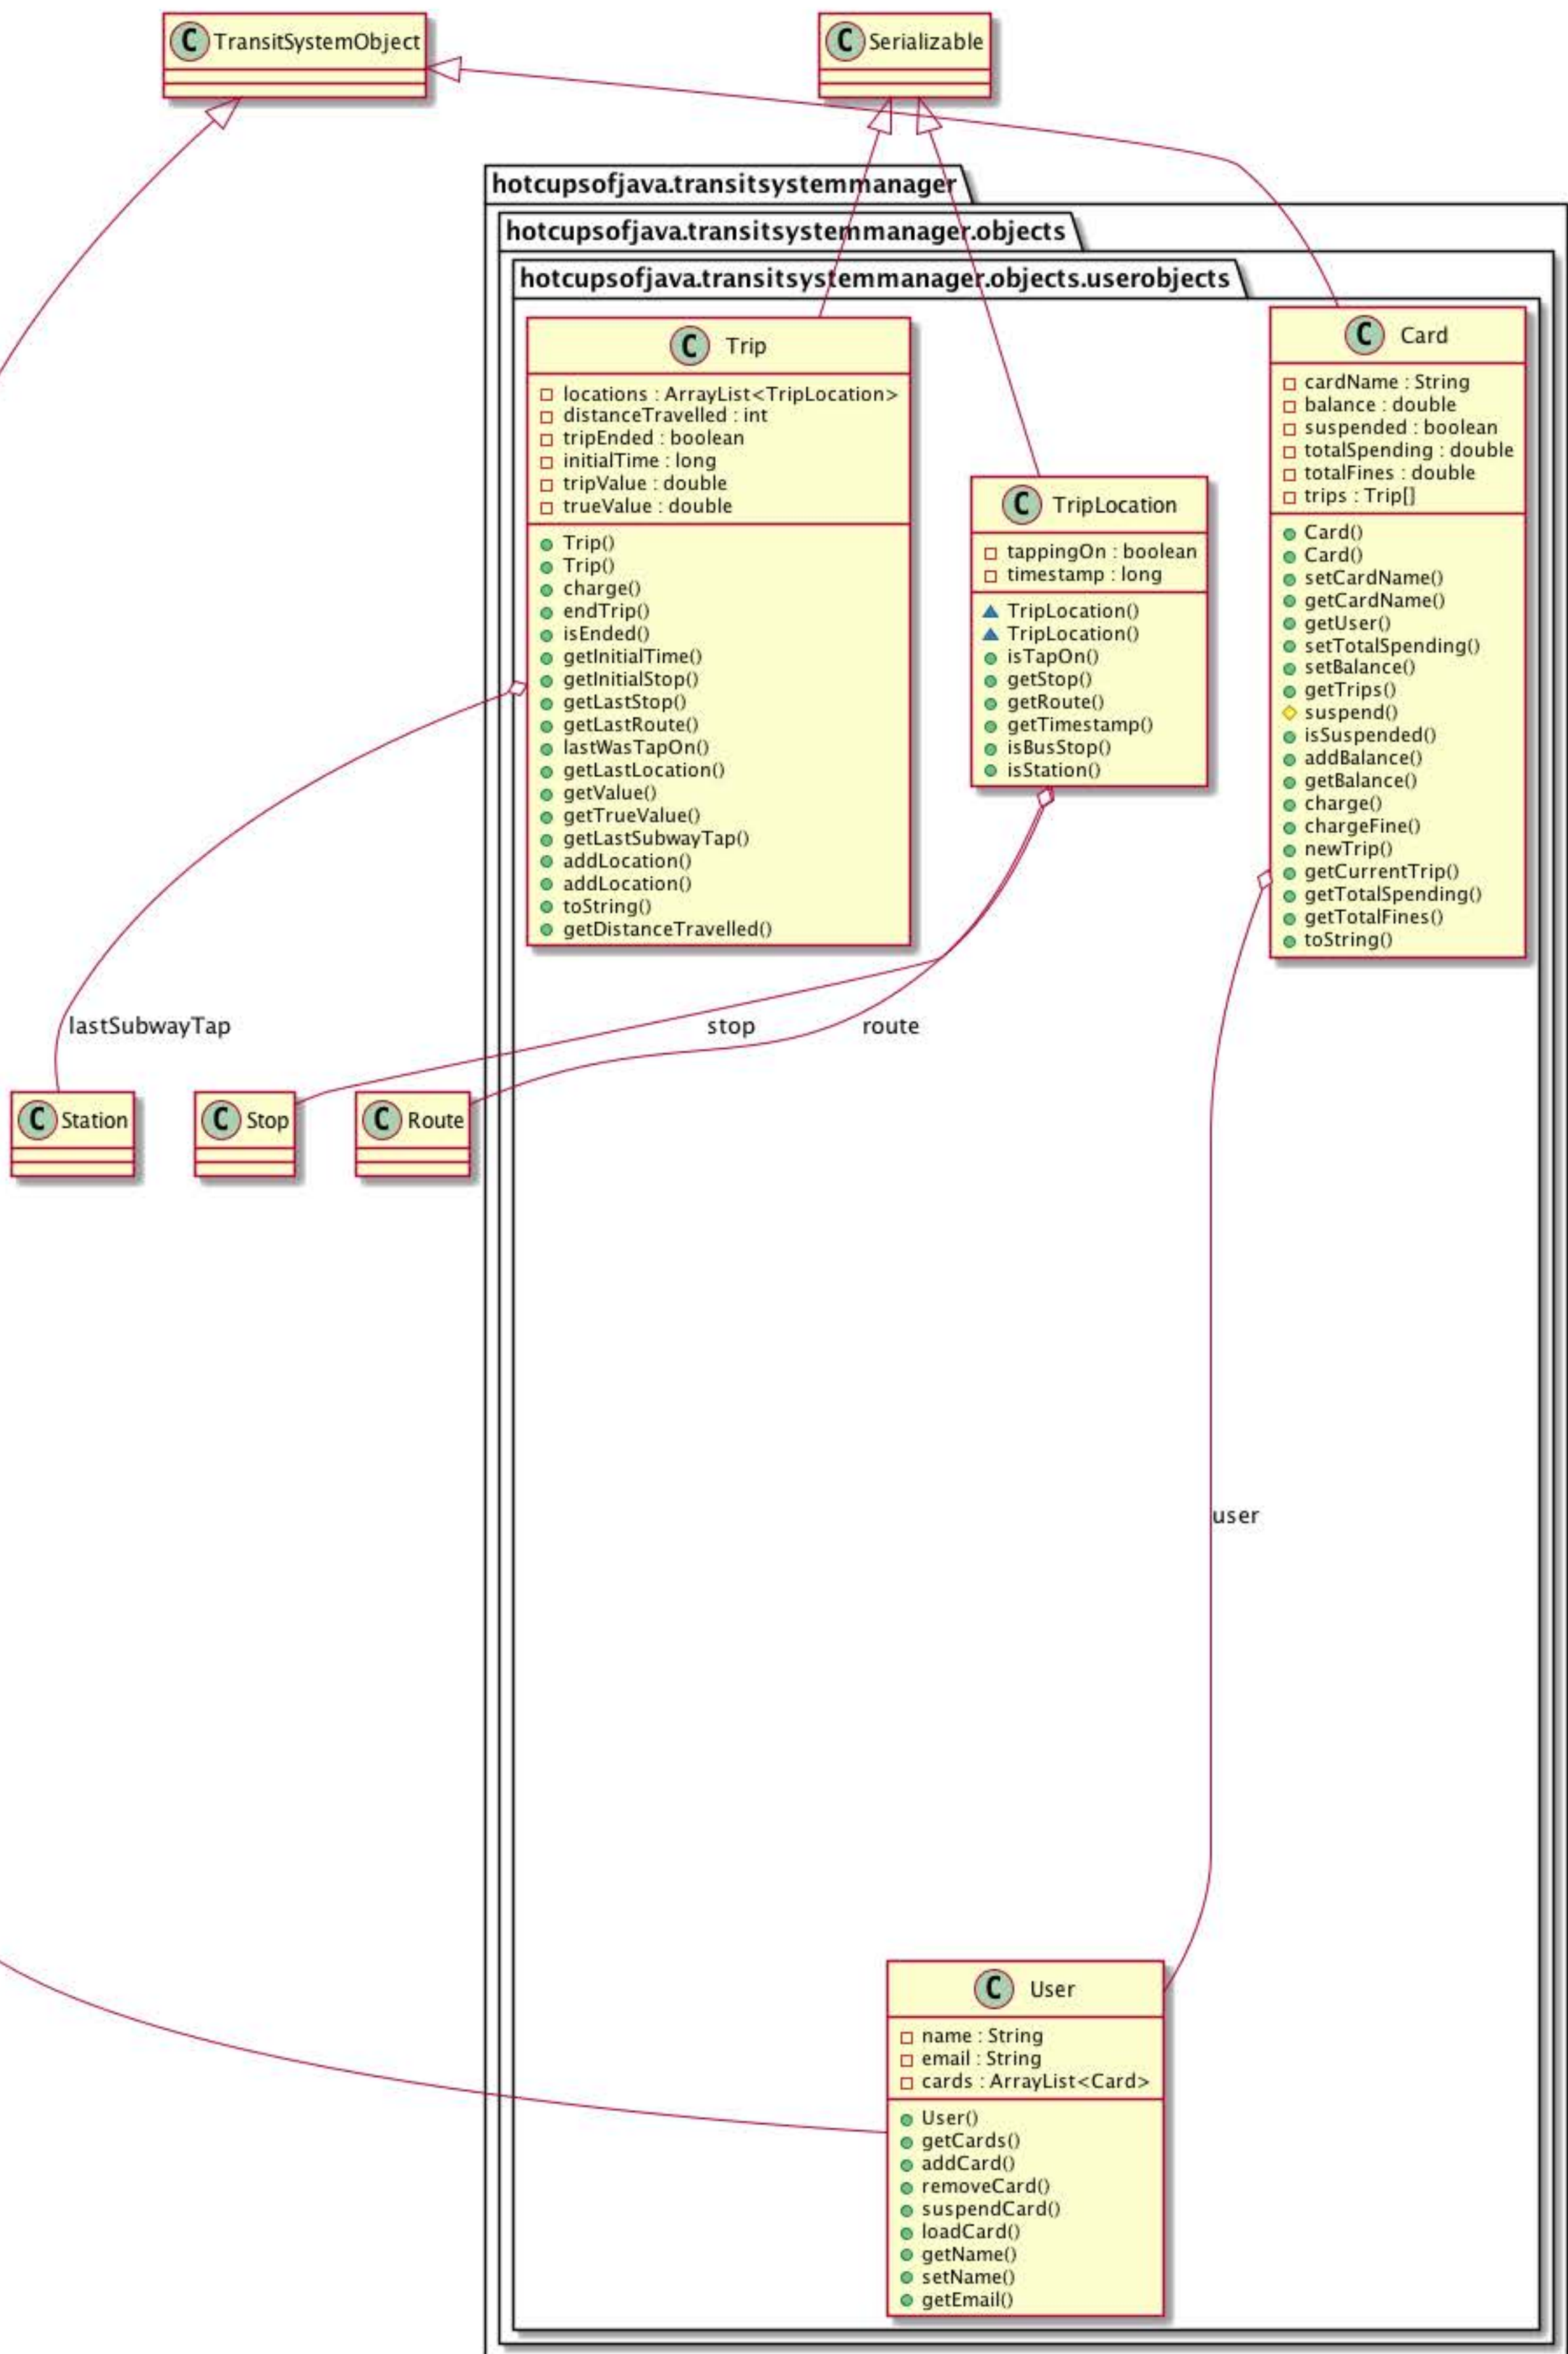 C TransitSystemObject
C Serializable
hotcupsofjava.transitsystemmanager
hotcupsofjava.transitsystemmanager.objects
hotcupsofjava.transitsystemmanager.objects.userobjects
C Trip
locations : ArrayList<TripLocation>
distanceTravelled : int
tripEnded : boolean
initialTime : long
tripValue : double
trueValue : double
Trip()
Trip()
charge()
endTrip()
isEnded()
getInitialTime()
getInitialStop()
getLastStop()
getLastRoute()
lastWasTapOn()
getLastLocation()
getValue()
getTrueValue()
getLastSubwayTap()
addLocation()
addLocation()
toString()
getDistanceTravelled()
C TripLocation
tappingOn : boolean
timestamp : long
TripLocation()
TripLocation()
isTapOn()
getStop()
getRoute()
getTimestamp()
isBusStop()
isStation()
C Card
cardName : String
balance : double
suspended : boolean
totalSpending : double
totalFines : double
trips : Trip[]
Card()
Card()
setCardName()
getCardName()
getUser()
setTotalSpending()
setBalance()
getTrips()
suspend()
isSuspended()
addBalance()
getBalance()
charge()
chargeFine()
newTrip()
getCurrentTrip()
getTotalSpending()
getTotalFines()
toString()
lastSubwayTap
stop
route
C Station
C Stop
C Route
user
C User
name : String
email : String
cards : ArrayList<Card>
User()
getCards()
addCard()
removeCard()
suspendCard()
loadCard()
getName()
setName()
getEmail()